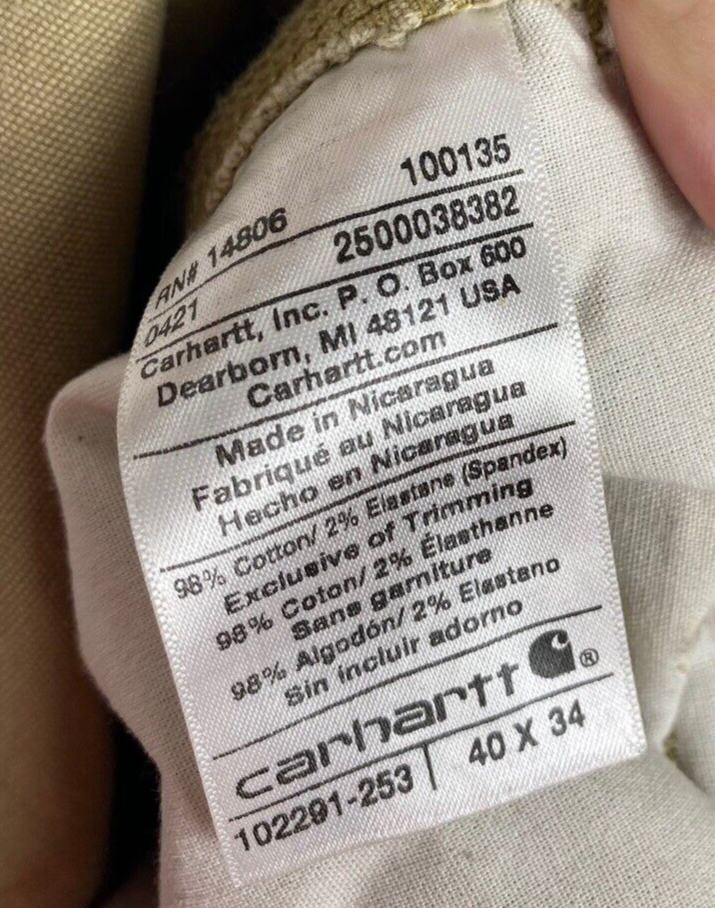 RN# 14806 100135
0421 2500038382
Carhartt, Inc. P. O. Box 600
Dearborn, MI 48121 USA
Carhartt.com
Made in Nicaragua
Fabriqué au Nicaragua
Hecho en Nicaragua
98% Cotton/ 2% Elastane (Spandex)
Exclusive of Trimming
98% Coton/ 2% Élasthanne
Sans garniture
98% Algodón/ 2% Elastano
Sin incluir adorno
carhartt ®
102291-253 | 40 X 34